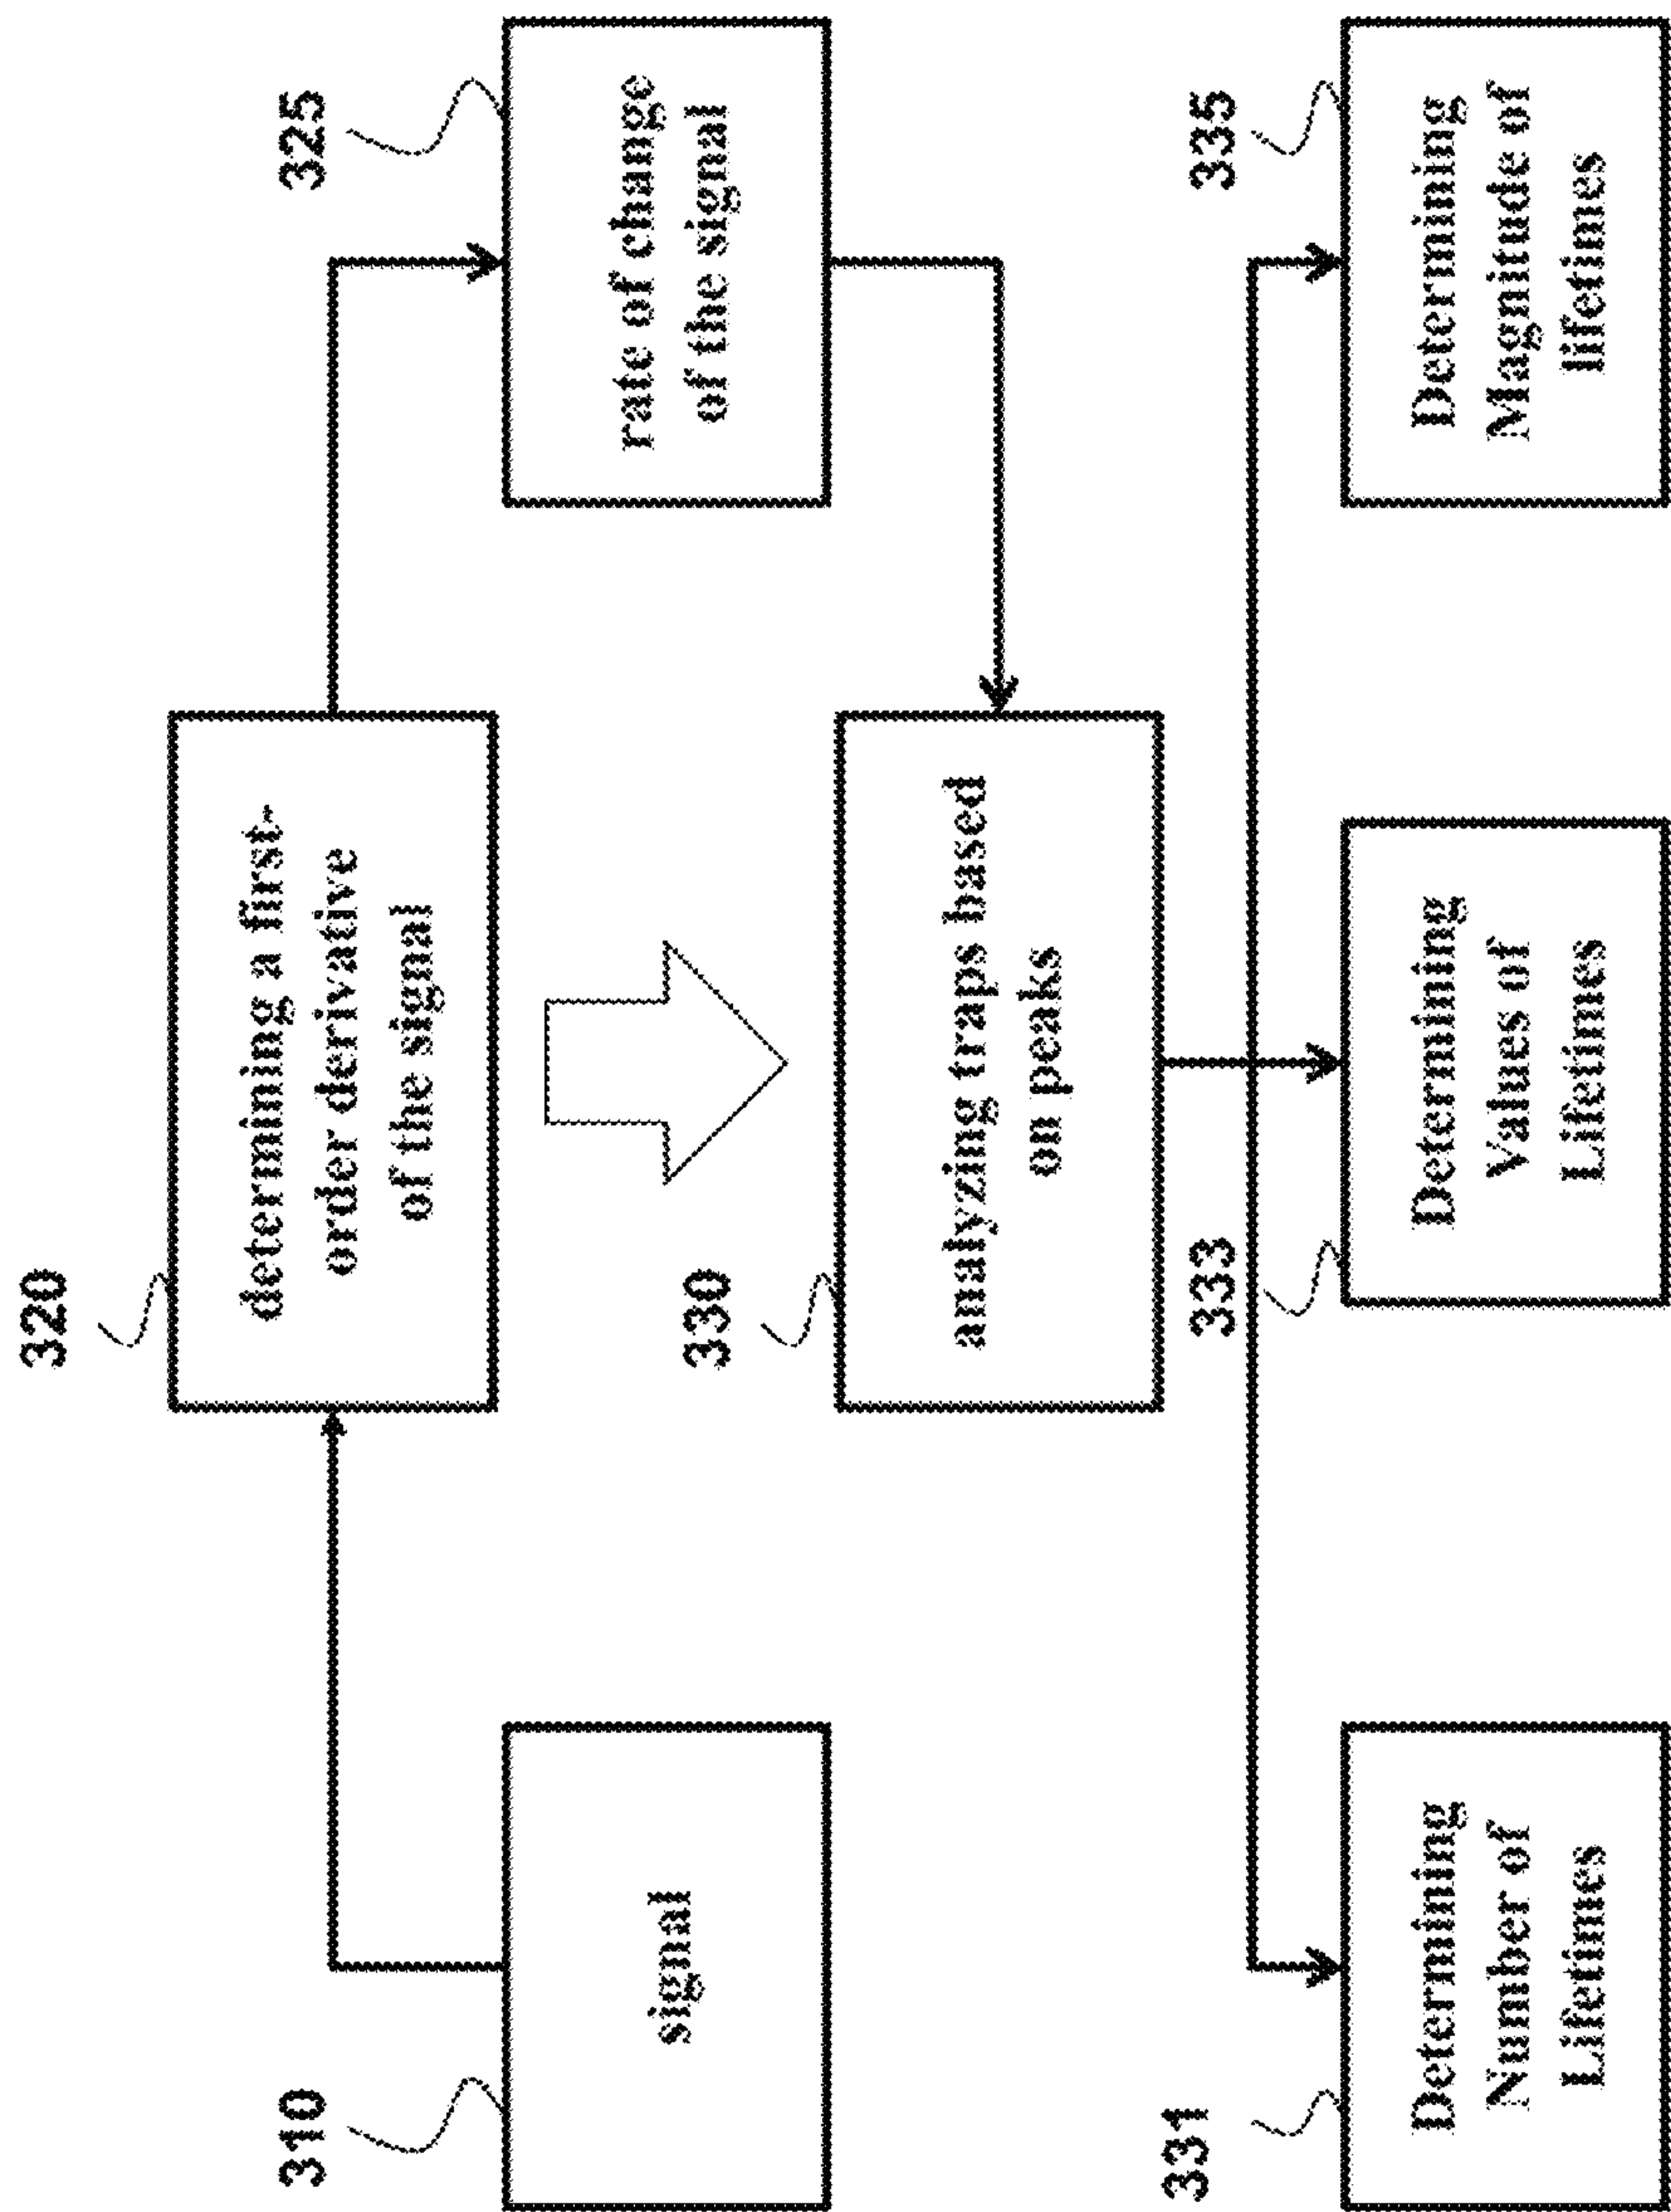 320
determining a first-
order derivative
of the signal
310
signal
325
rate of change
of the signal
330
analyzing traps based
on peaks
331
Determining
Number of
Lifetimes
333
Determining
Values of
Lifetimes
335
Determining
Magnitude of
lifetimes